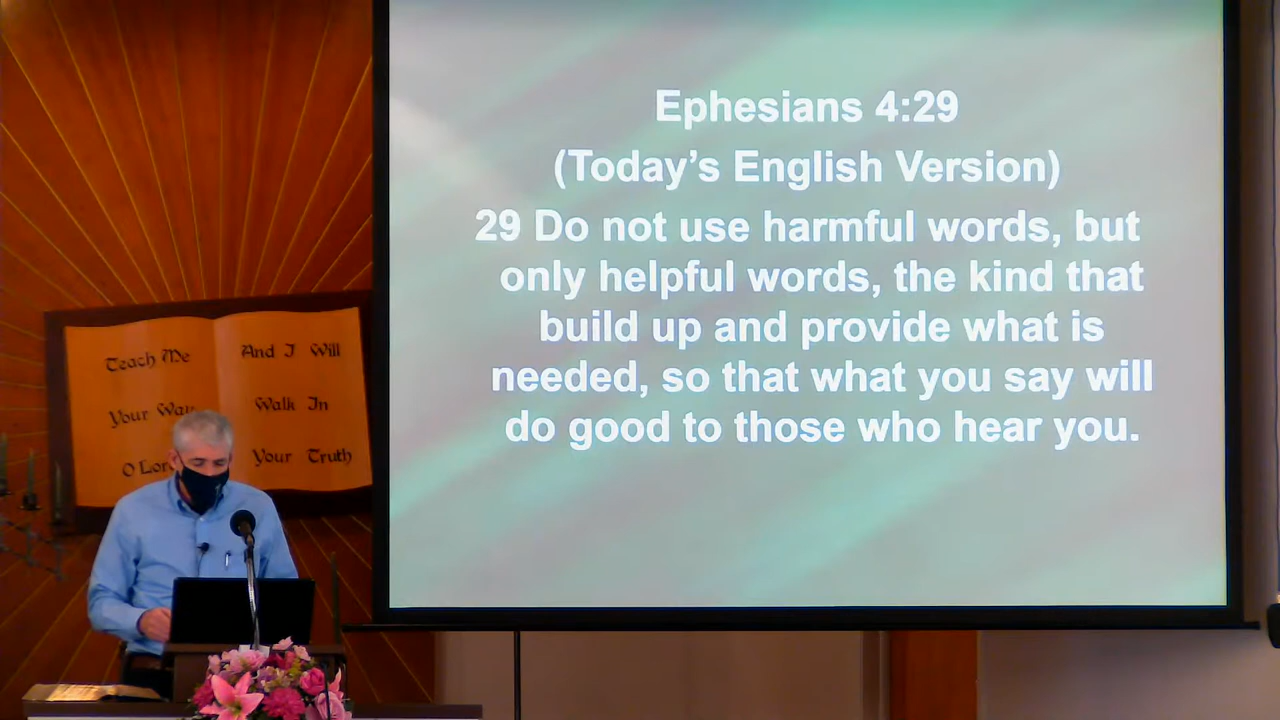 Ephesians 4:29
(Today's English Version)
29 Do not use harmful words, but
only helpful words, the kind that
build up and provide what is
needed, so that what you say will
do good to those who hear you.
Teach Me
Your Way
O Lord
And I Will
Walk In
Your Truth